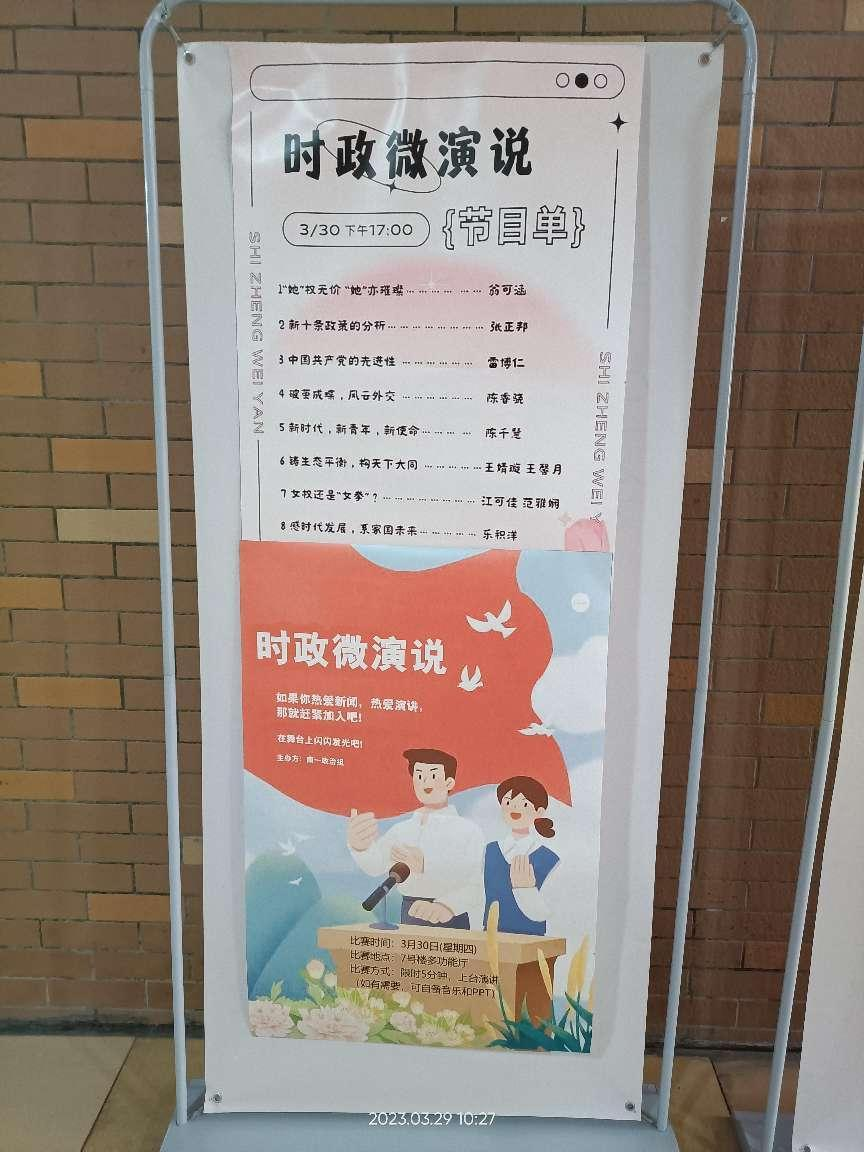 时政微演说
3/30 下午17:00
{节目单}
SHI ZHENG WEI YAN
SHI ZHENG WEI Y
1“她”权无价 “她”亦璀璨………………翁可涵
2 新十条政策的分析…………………………张正邦
3 中国共产党的先进性 …………………雷博仁
4 破茧成蝶，风云外交 …………………陈香骁
5 新时代，新青年，新使命……………陈千慧
6 铸生态平衡，构天下大同 ……………王婧璇 王馨月
7 女权还是“女拳”？………………………江可佳 范雅娴
8 感时代发展，系家国未来………………乐积洋
时政微演说
如果你热爱新闻，热爱演讲，
那就赶紧加入吧!
在舞台上闪闪发光吧!
主办方：南一政治组
比赛时间：3月30日(星期四)
比赛地点：7号楼多功能厅
比赛方式：限时5分钟，上台演讲
(如有需要，可自备音乐和PPT)
2023.03.29 10:27